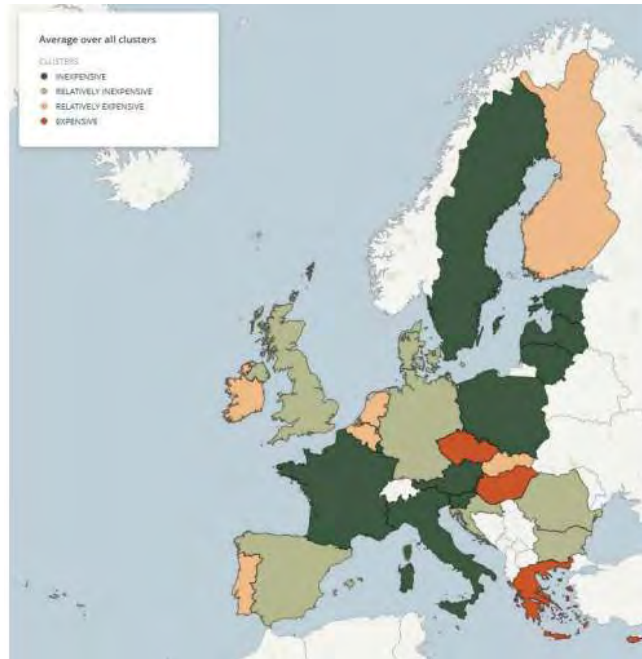 Average over all clusters
CLUSTERS
INEXPENSIVE
RELATIVELY INEXPENSIVE
RELATIVELY EXPENSIVE
EXPENSIVE